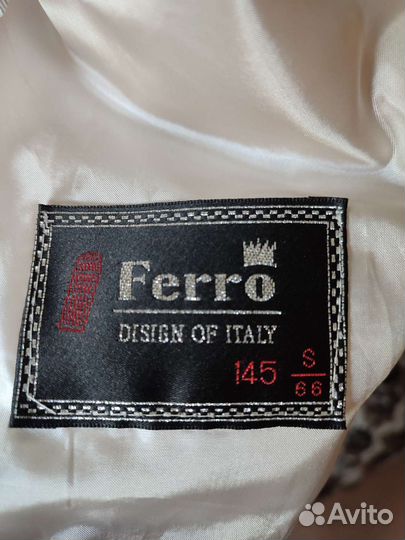 Ferro
DISIGN OF ITALY
145 S
66
Avito